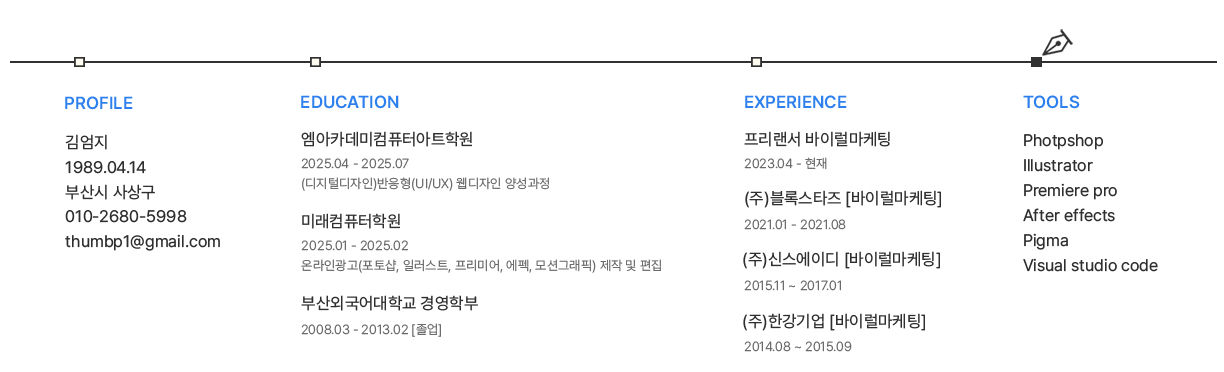 PROFILE
김엄지
1989.04.14
부산시 사상구
010-2680-5998
thumbp1@gmail.com
EDUCATION
엠아카데미컴퓨터아트학원
2025.04 - 2025.07
(디지털디자인)반응형(UI/UX) 웹디자인 양성과정
미래컴퓨터학원
2025.01 - 2025.02
온라인광고(포토샵, 일러스트, 프리미어, 에펙, 모션그래픽) 제작 및 편집
부산외국어대학교 경영학부
2008.03 - 2013.02 [졸업]
EXPERIENCE
프리랜서 바이럴마케팅
2023.04 - 현재
(주)블록스타즈 [바이럴마케팅]
2021.01 - 2021.08
(주)신스에이디 [바이럴마케팅]
2015.11 ~ 2017.01
(주)한강기업 [바이럴마케팅]
2014.08 ~ 2015.09
TOOLS
Photpshop
Illustrator
Premiere pro
After effects
Pigma
Visual studio code